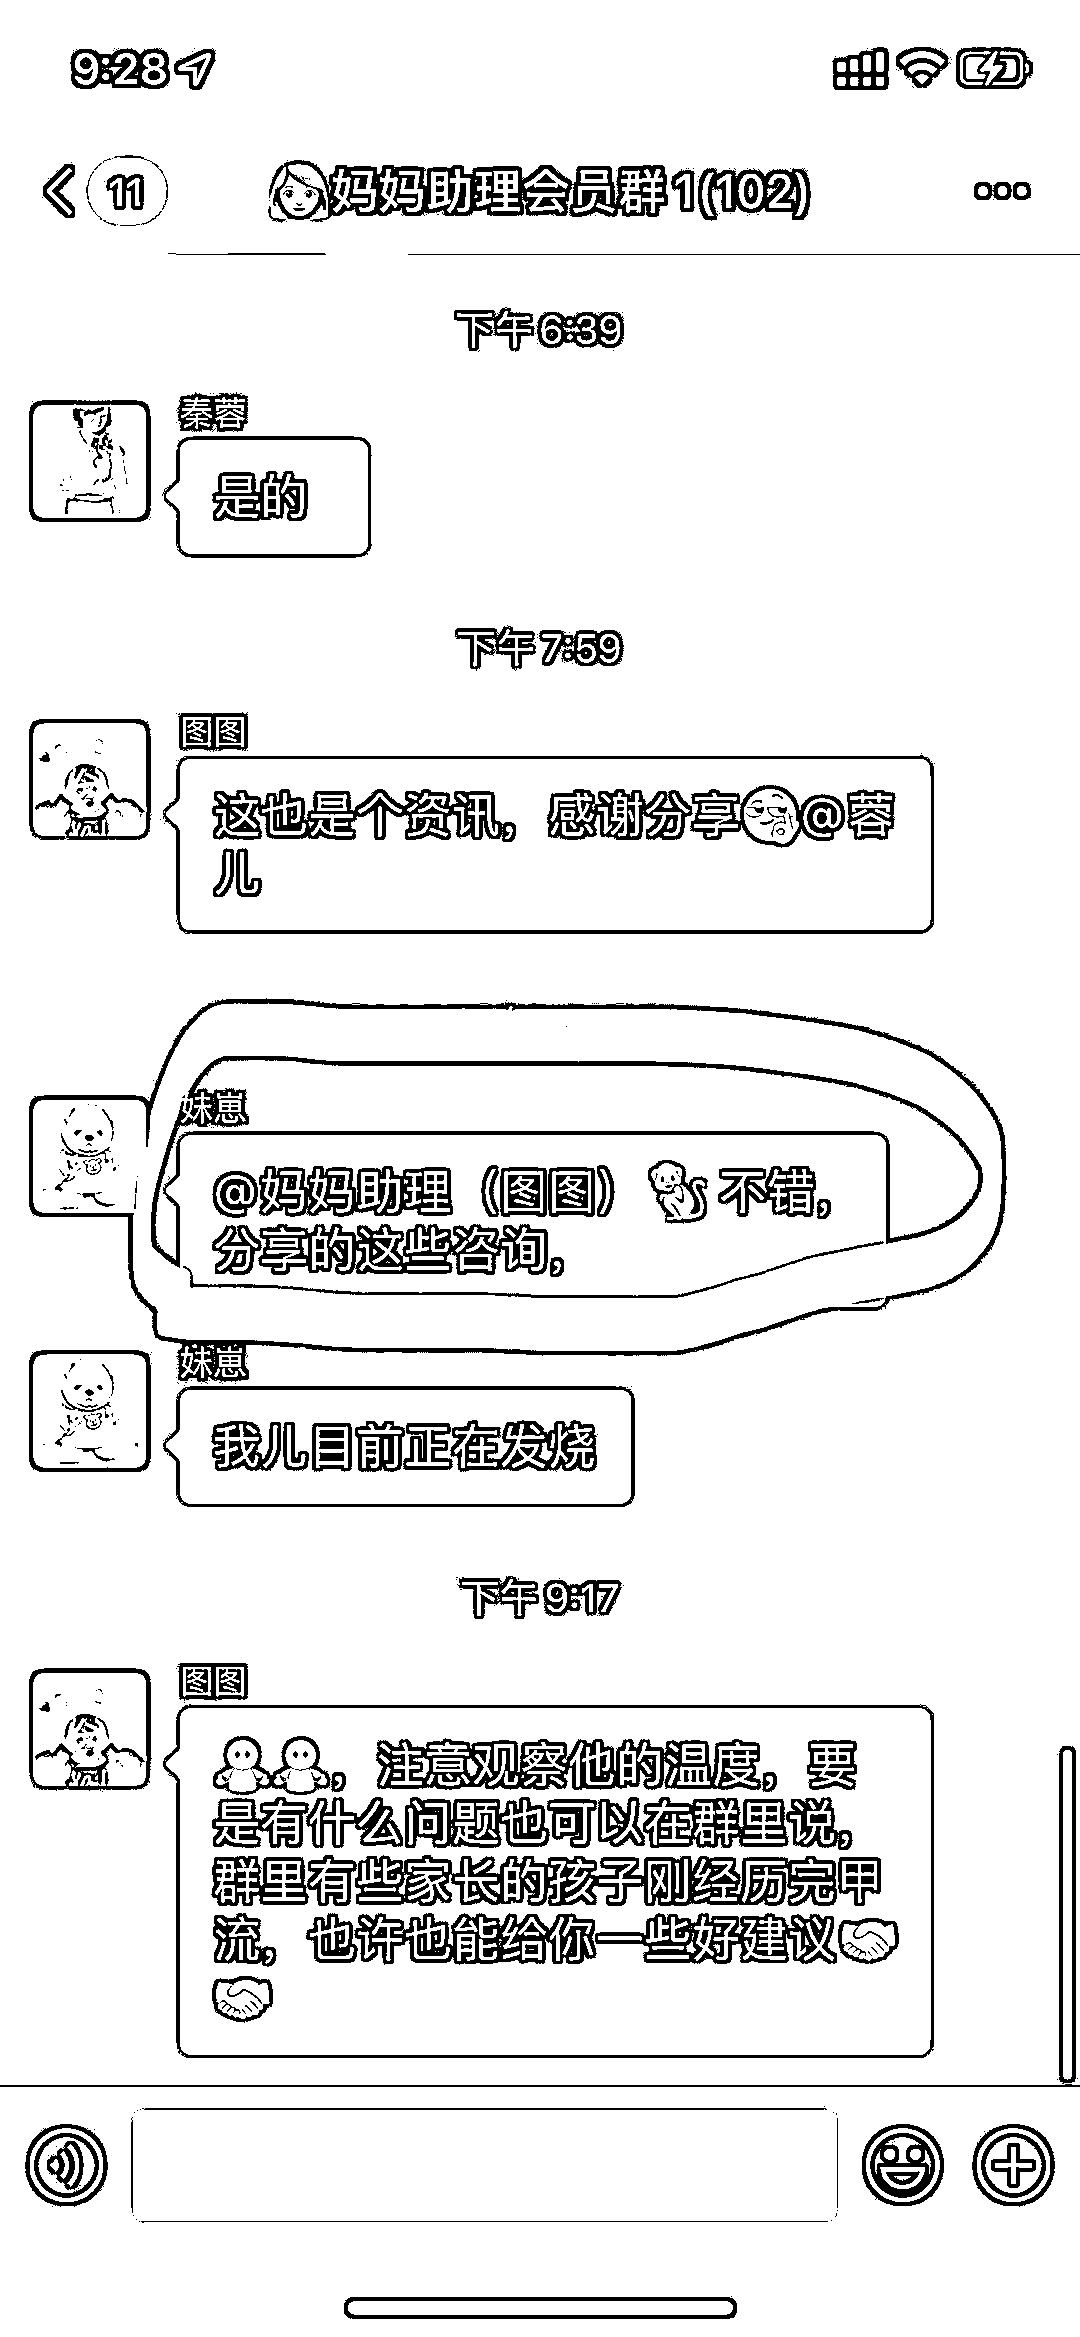 9:28
11
妈妈助理会员群1(102)
下午6:39
秦蓉
是的
下午7:59
图图
这也是个资讯，感谢分享@蓉
儿
妹崽
@妈妈助理（图图）不错，
分享的这些咨询，
妹崽
我儿目前正在发烧
下午9:17
图图
，注意观察他的温度，要
是有什么问题也可以在群里说，
群里有些家长的孩子刚经历完甲
流，也许也能给你一些好建议